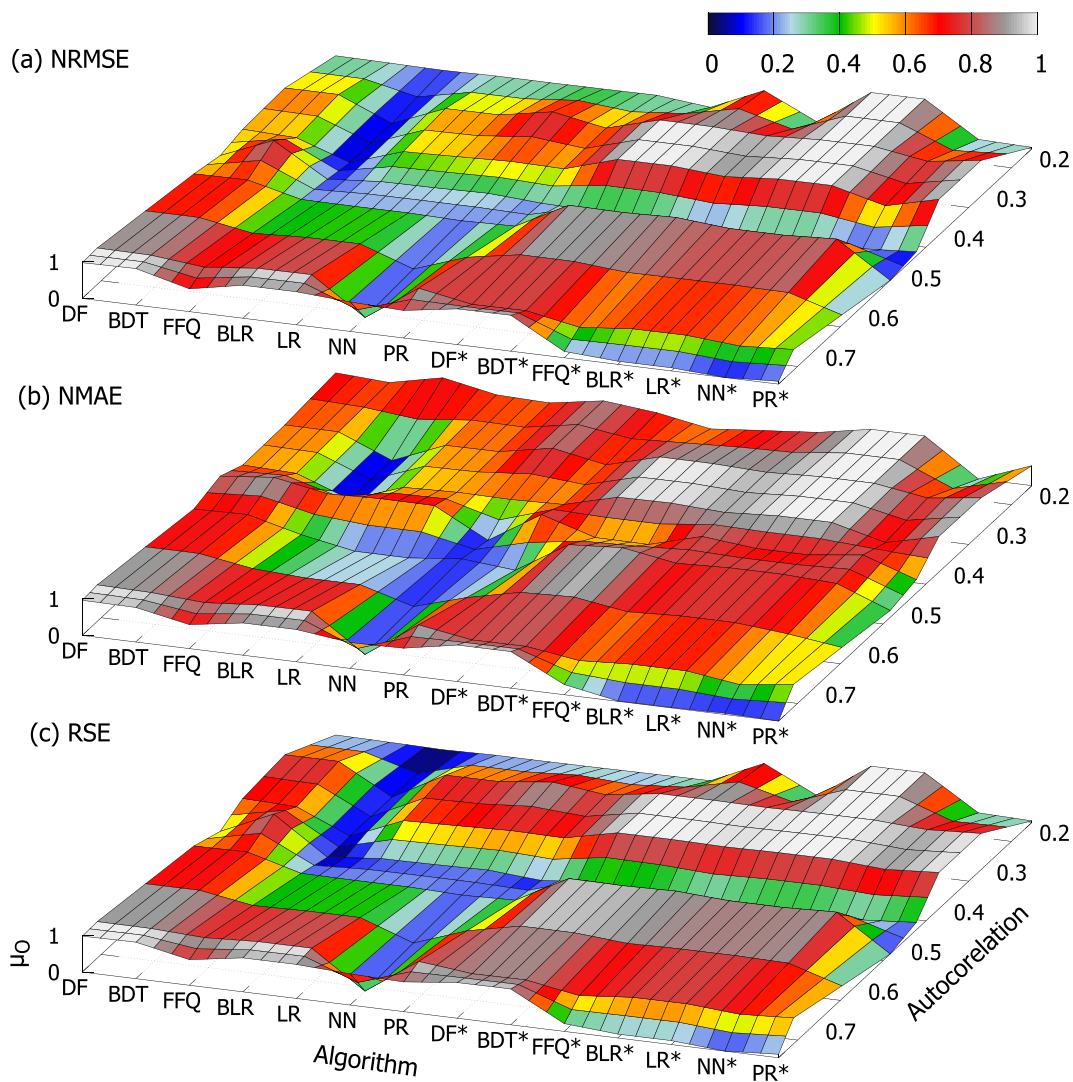 0 0.2 0.4 0.6 0.8 1
(a) NRMSE
0.2
0.3
0.4
0.5
0.6
0.7
1
0
DF BDT FFQ BLR LR NN PR DF* BDT* FFQ* BLR* LR* NN* PR*
(b) NMAE
0.2
0.3
0.4
0.5
0.6
0.7
1
0
DF BDT FFQ BLR LR NN PR DF* BDT* FFQ* BLR* LR* NN* PR*
(c) RSE
0.2
0.3
0.4
0.5
0.6
0.7
Autocorelation
1
0
μo
DF BDT FFQ BLR LR NN PR DF* BDT* FFQ* BLR* LR* NN* PR*
Algorithm